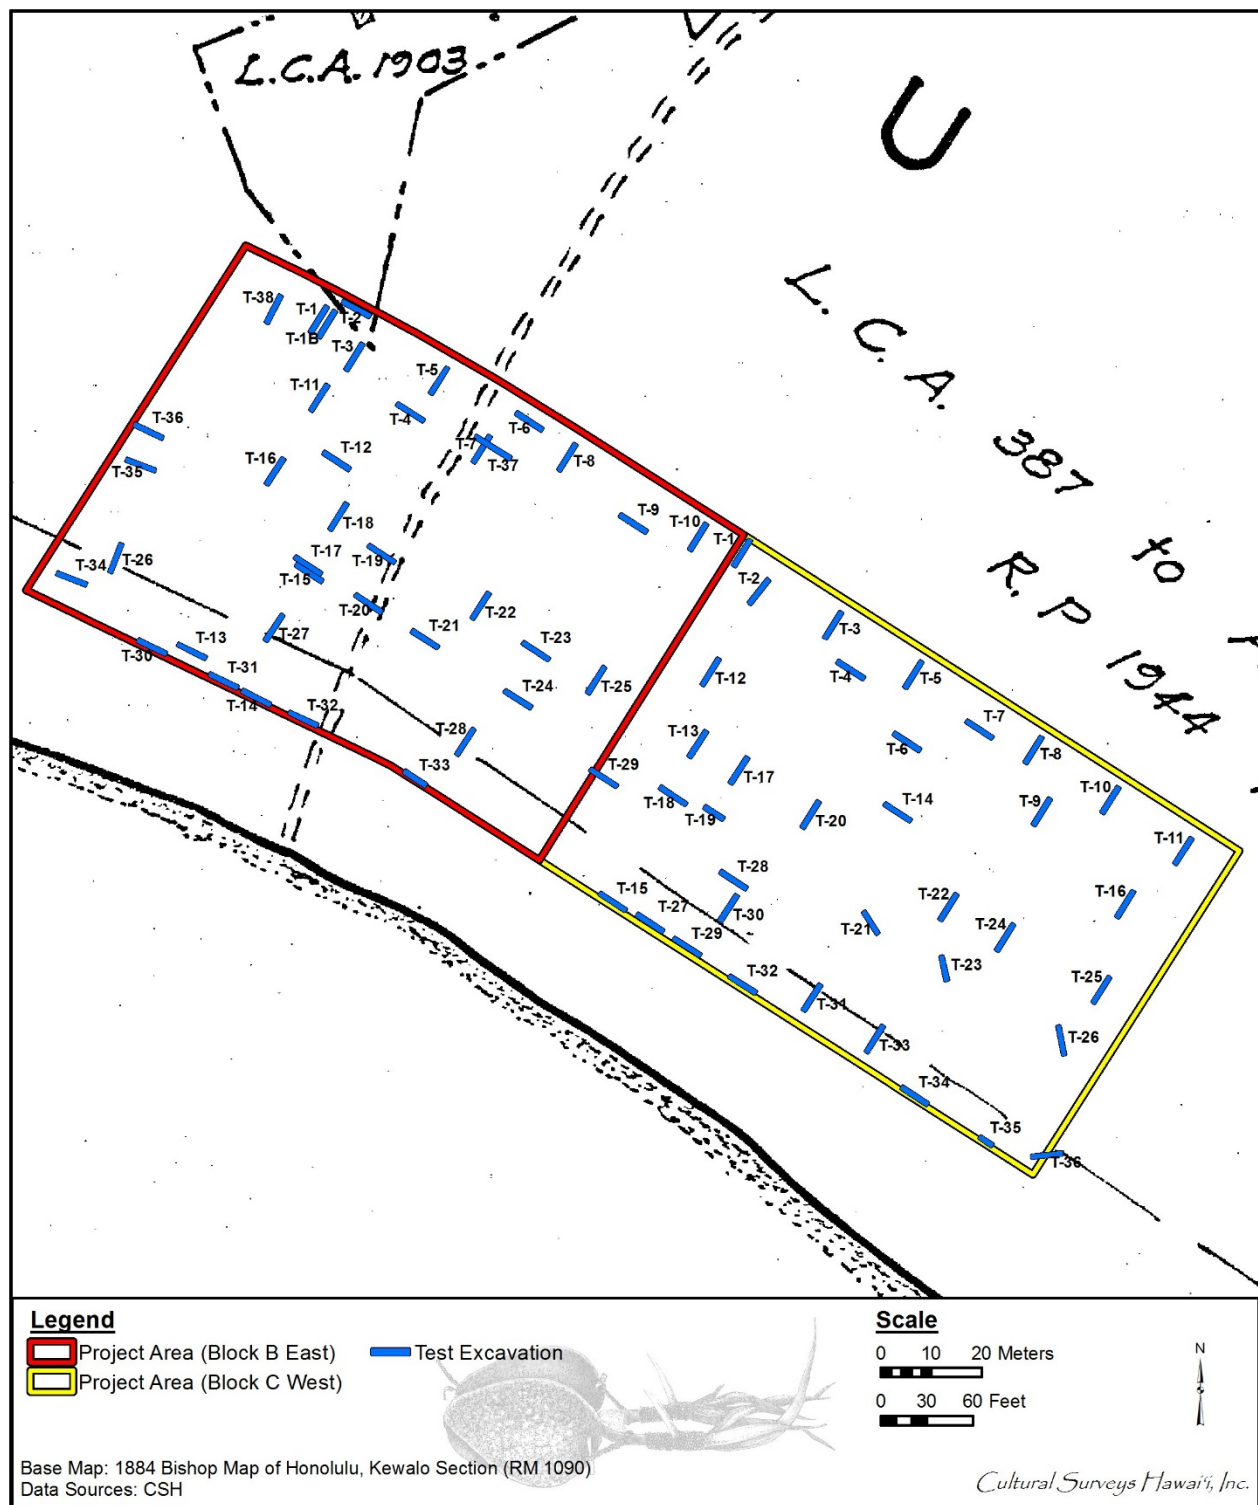 L.C.A. 1903
U
L.C.A. 387 to
R.P 1944
T-38
T-1
T-2
T-1B
T-3
T-5
T-11
T-4
T-6
T-36
T-7
T-12
T-37
T-8
T-16
T-35
T-9
T-10
T-18
T-1
T-34
T-26
T-17
T-19
T-2
T-15
T-20
T-22
T-3
T-27
T-21
T-23
T-13
T-30
T-31
T-12
T-4
T-5
T-25
T-24
T-14
T-32
T-28
T-7
T-13
T-6
T-8
T-33
T-29
T-17
T-18
T-10
T-19
T-20
T-14
T-9
T-11
T-28
T-15
T-27
T-30
T-22
T-16
T-21
T-24
T-29
T-23
T-32
T-25
T-31
T-33
T-26
T-34
T-35
T-36
Legend
Project Area (Block B East)
Test Excavation
Project Area (Block C West)
Scale
0 10 20 Meters
0 30 60 Feet
N
Base Map: 1884 Bishop Map of Honolulu, Kewalo Section (RM 1090)
Data Sources: CSH
Cultural Surveys Hawai‘i, Inc.